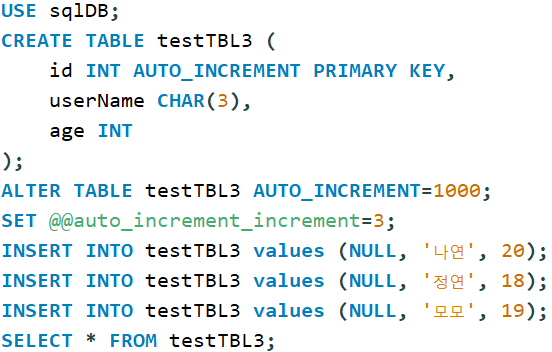 USE sqlDB;
CREATE TABLE testTBL3 (
    id INT AUTO_INCREMENT PRIMARY KEY,
    userName CHAR(3),
    age INT
);
ALTER TABLE testTBL3 AUTO_INCREMENT=1000;
SET @@auto_increment_increment=3;
INSERT INTO testTBL3 values (NULL, '나연', 20);
INSERT INTO testTBL3 values (NULL, '정연', 18);
INSERT INTO testTBL3 values (NULL, '모모', 19);
SELECT * FROM testTBL3;